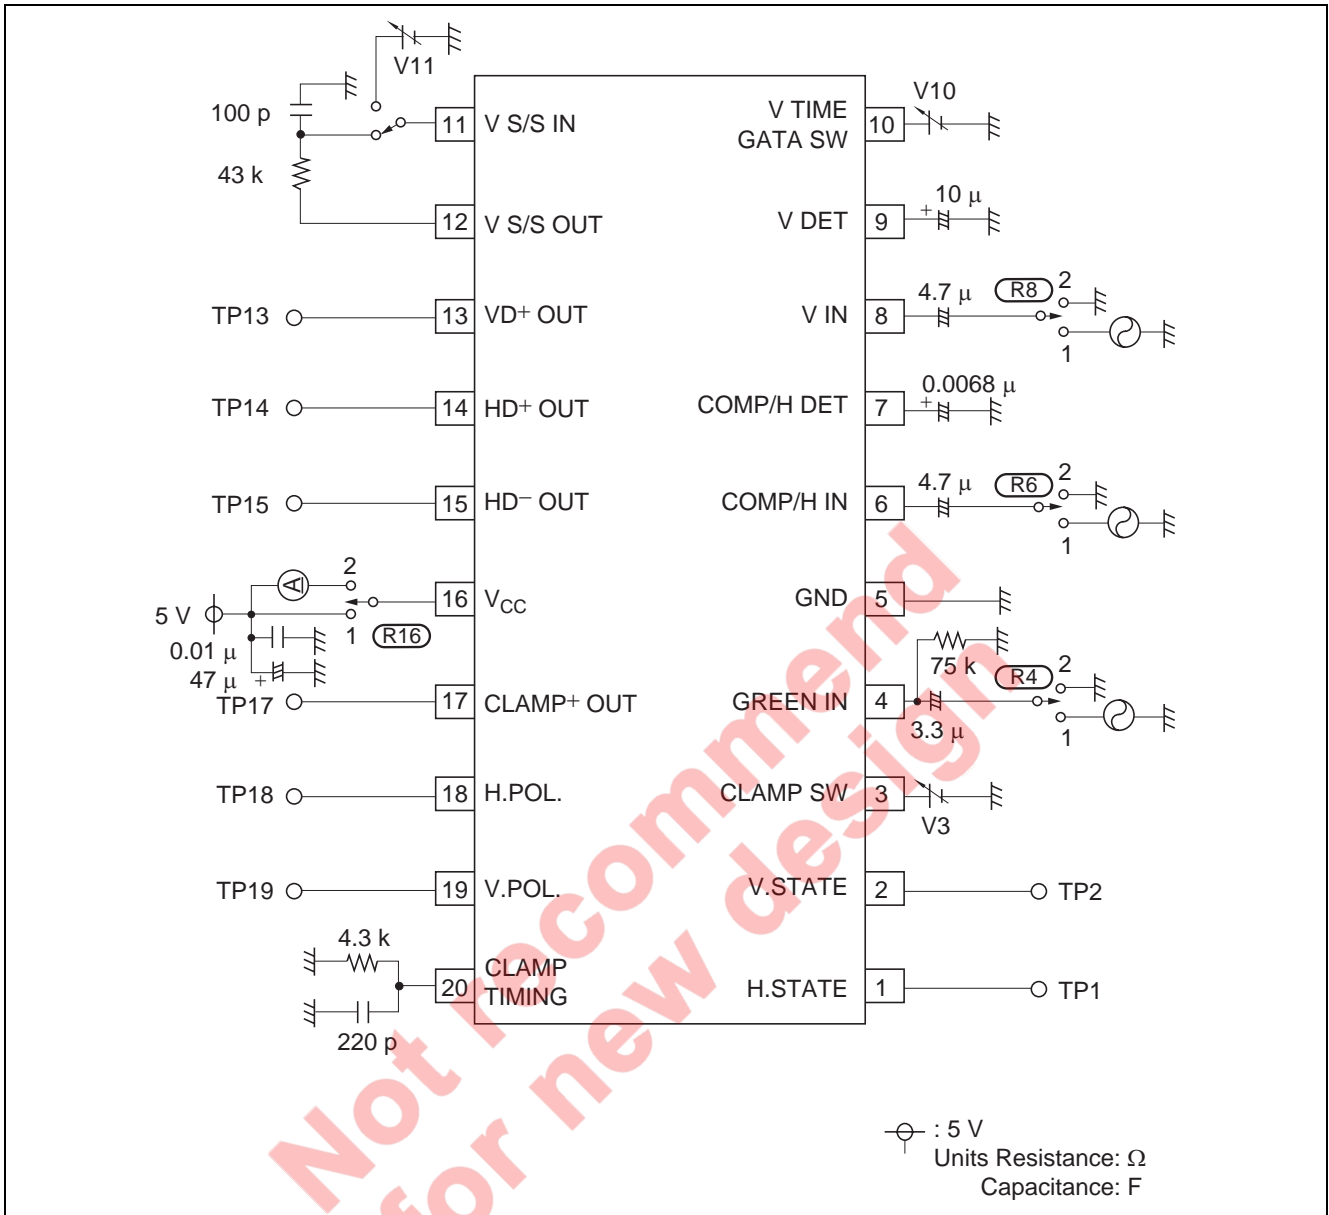 V11
100 p
43 k
11
V S/S IN
12
V S/S OUT
TP13
13
VD+ OUT
TP14
14
HD+ OUT
TP15
15
HD− OUT
A
2
5 V
1
R16
16
VCC
0.01 μ
47 μ
+
TP17
17
CLAMP+ OUT
TP18
18
H.POL.
TP19
19
V.POL.
4.3 k
20
CLAMP
TIMING
220 p
V TIME
GATA SW
10
V10
V DET
9
+
10 μ
V IN
8
4.7 μ
R8
2
1
COMP/H DET
7
0.0068 μ
+
COMP/H IN
6
4.7 μ
R6
2
1
GND
5
75 k
GREEN IN
4
3.3 μ
R4
2
1
CLAMP SW
3
V3
V.STATE
2
TP2
H.STATE
1
TP1
Not recommend
for new design
: 5 V
Units Resistance: Ω
Capacitance: F